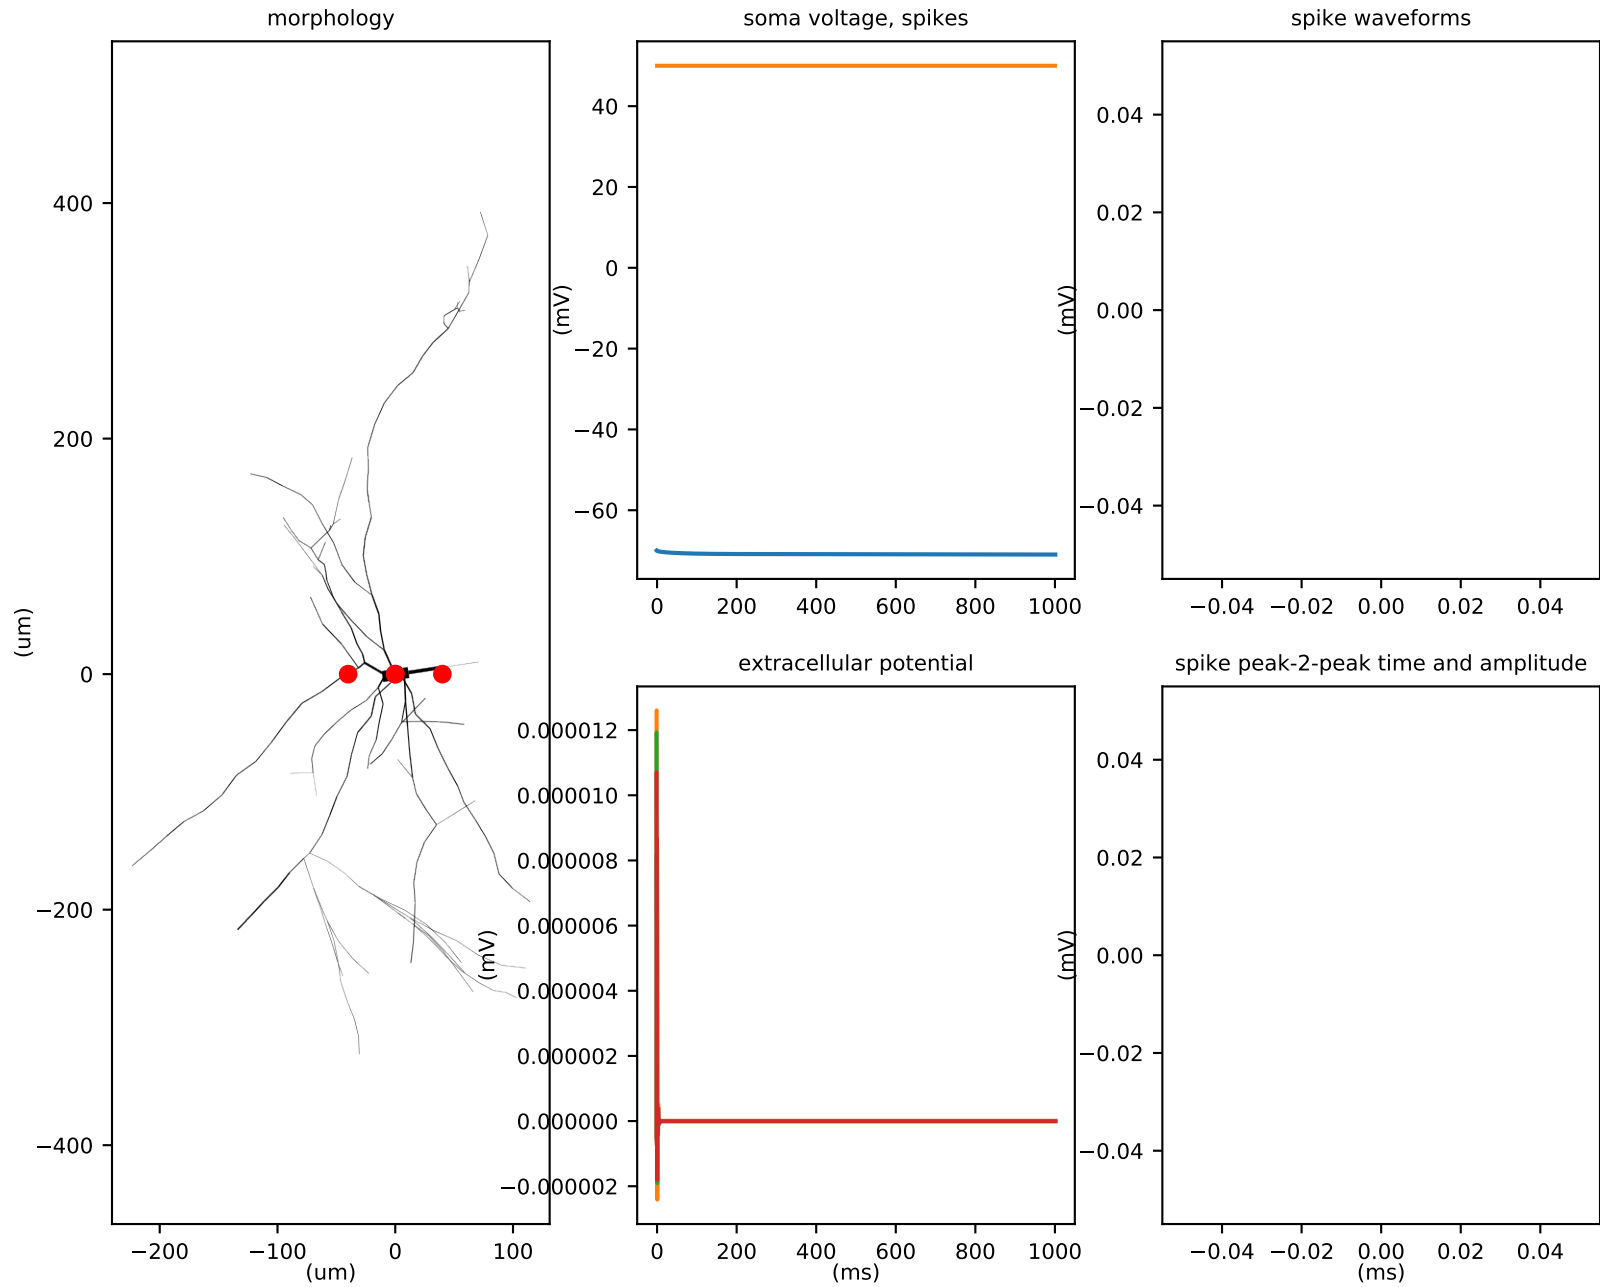 morphology
400
200
0
−200
−400
(um)
−200 −100 0 100
(um)
soma voltage, spikes
40
20
0
−20
−40
−60
(mV)
0 200 400 600 800 1000
spike waveforms
0.04
0.02
0.00
−0.02
−0.04
(mV)
−0.04 −0.02 0.00 0.02 0.04
extracellular potential
0.000012
0.000010
0.000008
0.000006
0.000004
0.000002
0.000000
−0.000002
(mV)
0 200 400 600 800 1000
(ms)
spike peak-2-peak time and amplitude
0.04
0.02
0.00
−0.02
−0.04
(mV)
−0.04 −0.02 0.00 0.02 0.04
(ms)